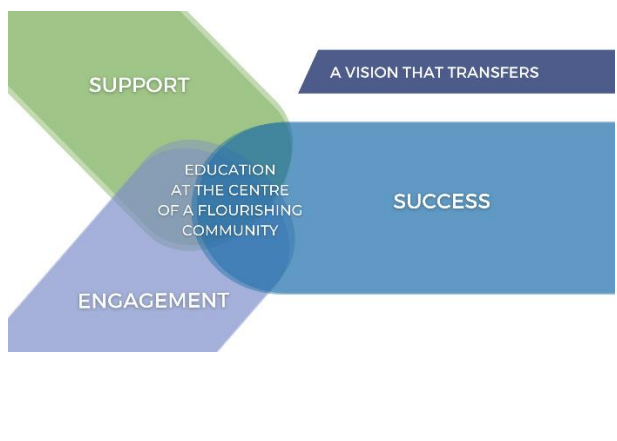 SUPPORT
A VISION THAT TRANSFERS
EDUCATION
AT THE CENTRE
OF A FLOURISHING
COMMUNITY
SUCCESS
ENGAGEMENT